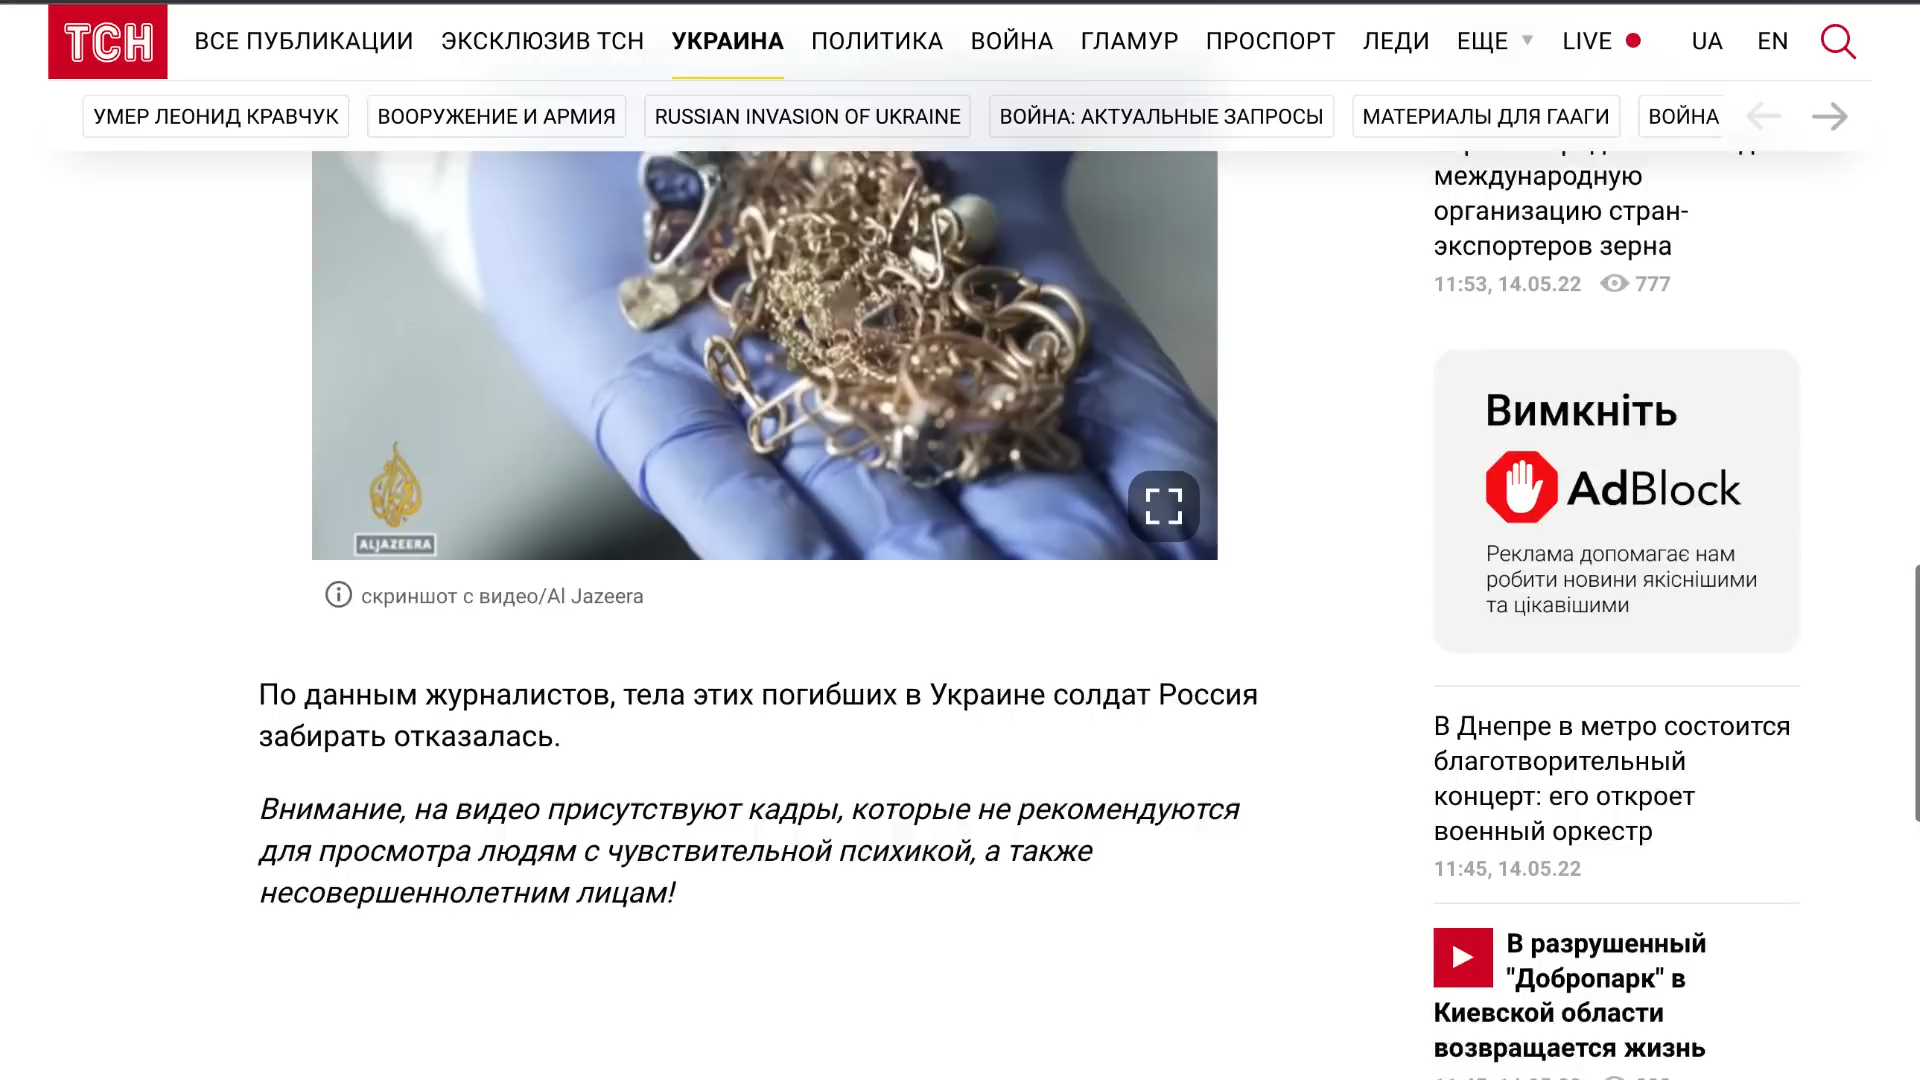 ТСН
ВСЕ ПУБЛИКАЦИИ ЭКСКЛЮЗИВ ТСН УКРАИНА ПОЛИТИКА ВОЙНА ГЛАМУР ПРОСПОРТ ЛЕДИ ЕЩЕ LIVE UA EN
УМЕР ЛЕОНИД КРАВЧУК ВООРУЖЕНИЕ И АРМИЯ RUSSIAN INVASION OF UKRAINE ВОЙНА: АКТУАЛЬНЫЕ ЗАПРОСЫ МАТЕРИАЛЫ ДЛЯ ГААГИ ВОЙНА
ALJAZEERA
скриншот с видео/Al Jazeera
По данным журналистов, тела этих погибших в Украине солдат Россия
забирать отказалась.
Внимание, на видео присутствуют кадры, которые не рекомендуются
для просмотра людям с чувствительной психикой, а также
несовершеннолетним лицам!
международную
организацию стран-
экспортеров зерна
11:53, 14.05.22 777
Вимкніть
AdBlock
Реклама допомагає нам
робити новини якіснішими
та цікавішими
В Днепре в метро состоится
благотворительный
концерт: его откроет
военный оркестр
11:45, 14.05.22
В разрушенный
"Добропарк" в
Киевской области
возвращается жизнь